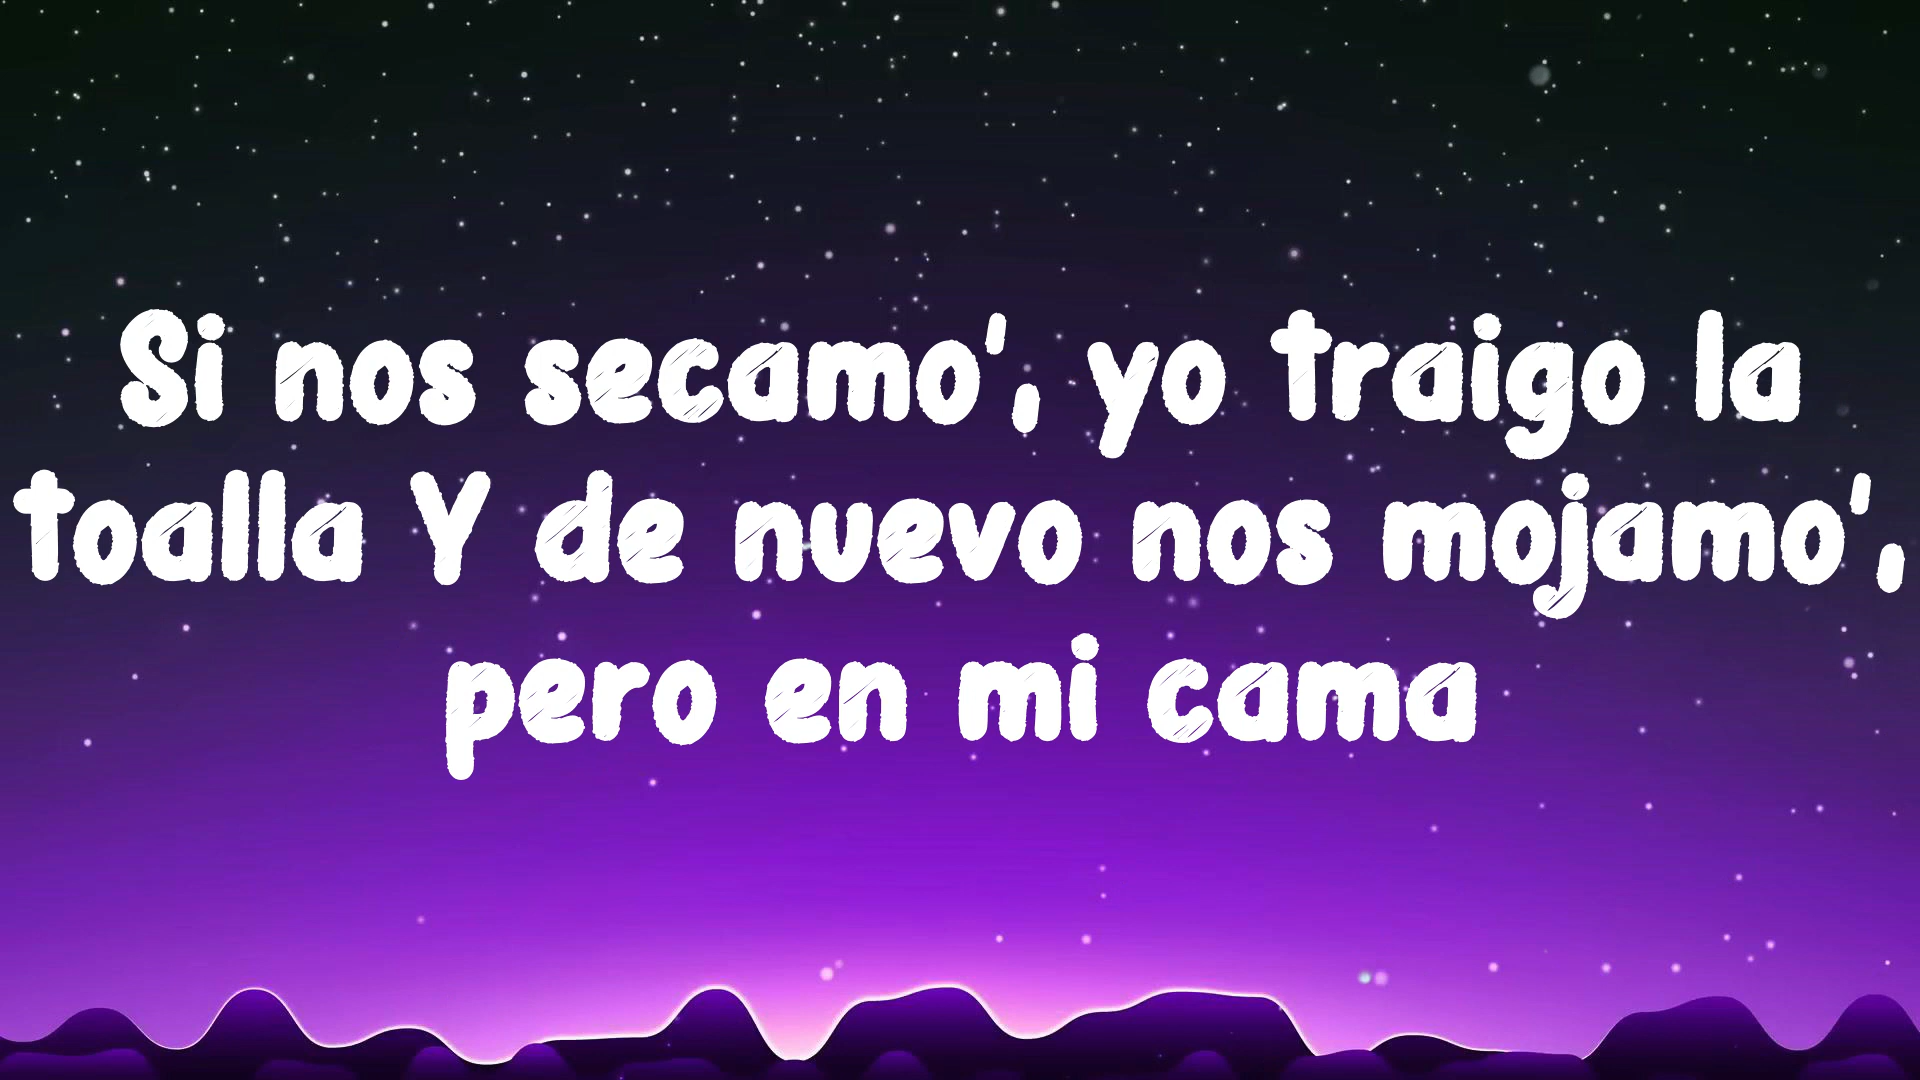 Si nos secamo', yo traigo la
toalla Y de nuevo nos mojamo',
pero en mi cama